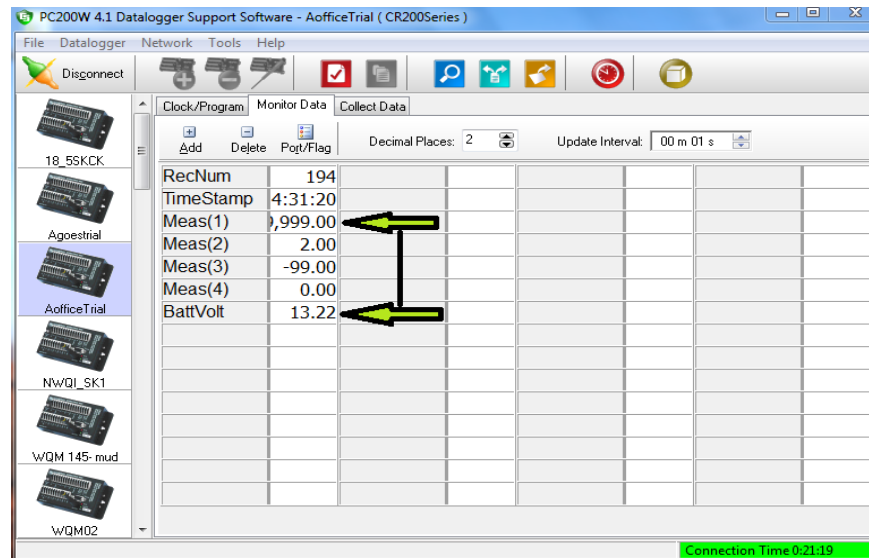 PC200W 4.1 Datalogger Support Software - AofficeTrial ( CR200Series )
File Datalogger Network Tools Help
Disconnect
Clock/Program Monitor Data Collect Data
Add Delete Port/Flag Decimal Places: 2 Update Interval: 00 m 01 s
18_5SKCK
Agoestrial
AofficeTrial
NWQI_SK1
WQM 145- mud
WQM02
RecNum 194
TimeStamp 4:31:20
Meas(1) ,999.00
Meas(2) 2.00
Meas(3) -99.00
Meas(4) 0.00
BattVolt 13.22
Connection Time 0:21:19